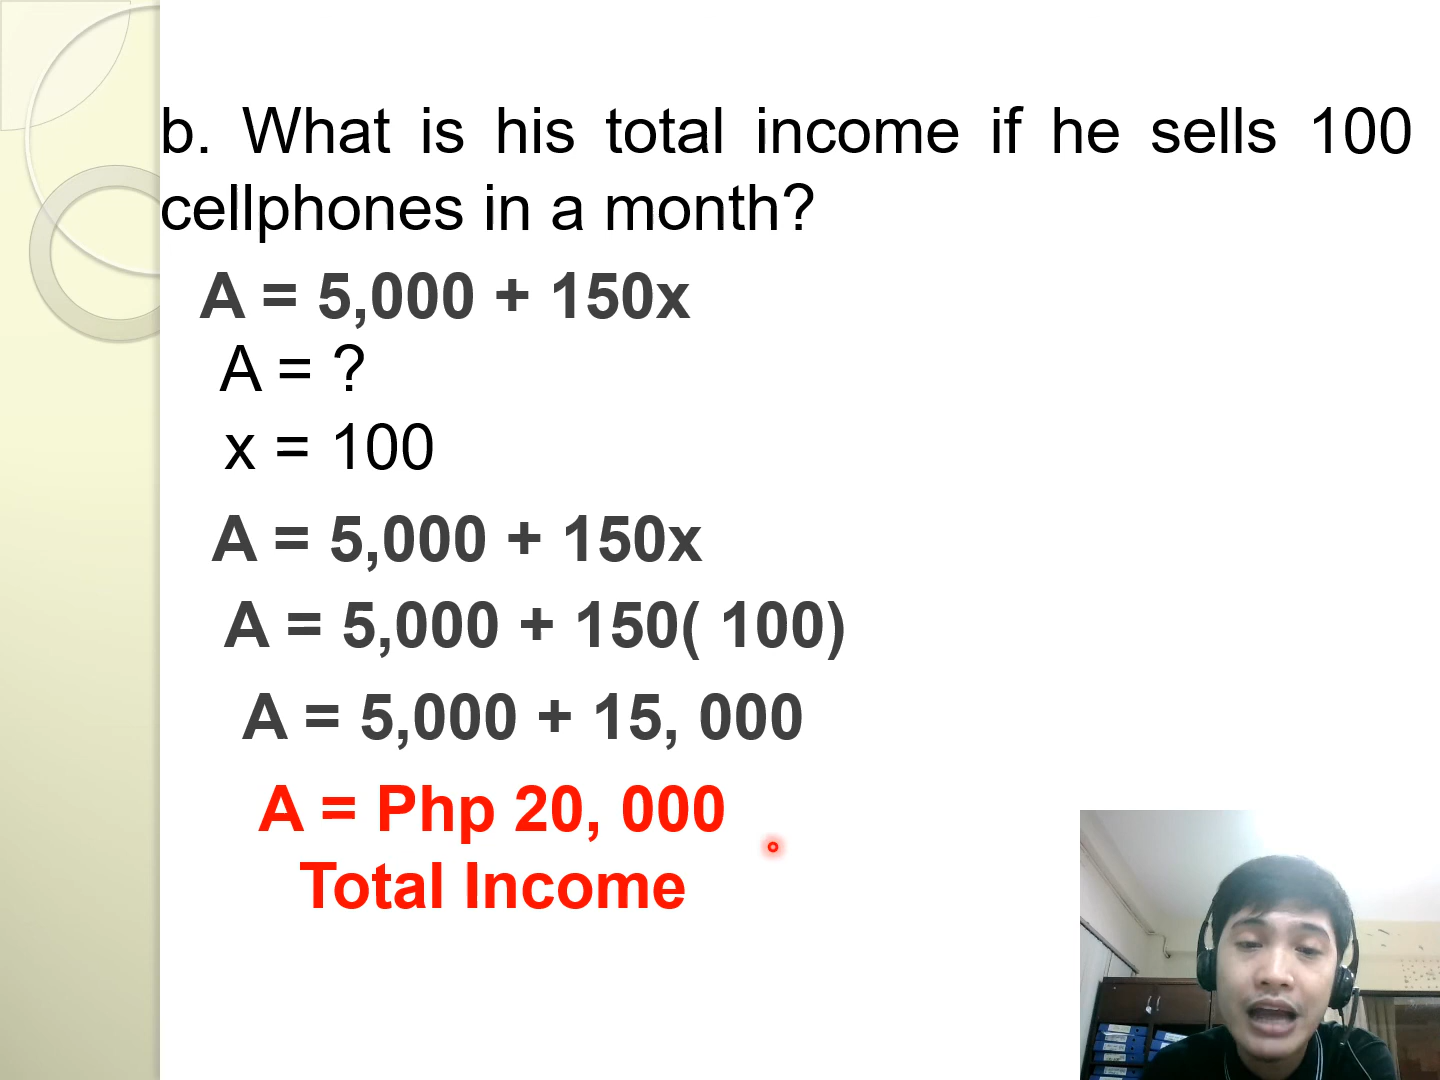 b. What is his total income if he sells 100
cellphones in a month?
A = 5,000 + 150x
A = ?
x = 100
A = 5,000 + 150x
A = 5,000 + 150( 100)
A = 5,000 + 15, 000
A = Php 20, 000
Total Income